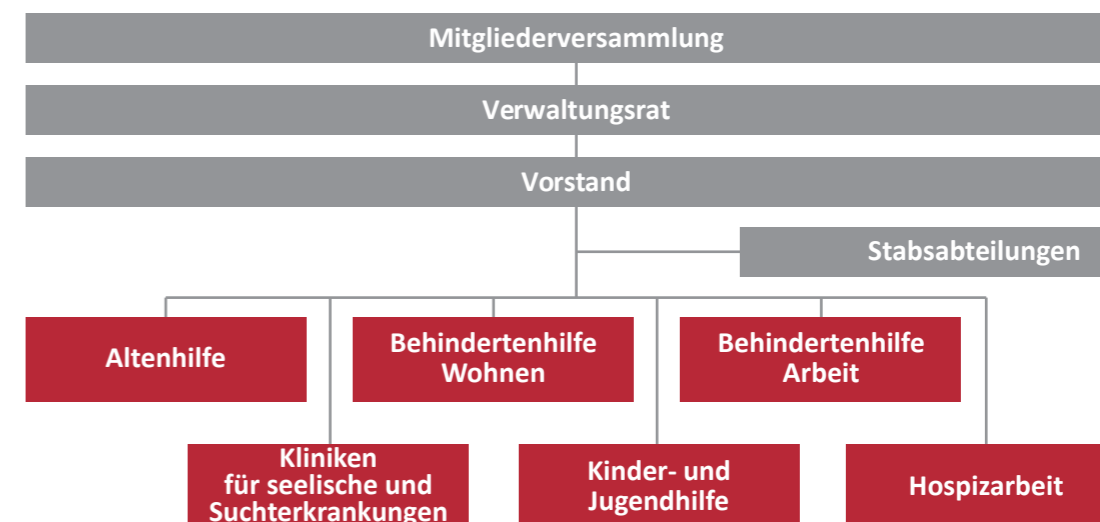 Mitgliederversammlung
Verwaltungsrat
Vorstand
Stabsabteilungen
Altenhilfe
Behindertenhilfe
Wohnen
Behindertenhilfe
Arbeit
Kliniken
für seelische und
Suchterkrankungen
Kinder- und
Jugendhilfe
Hospizarbeit